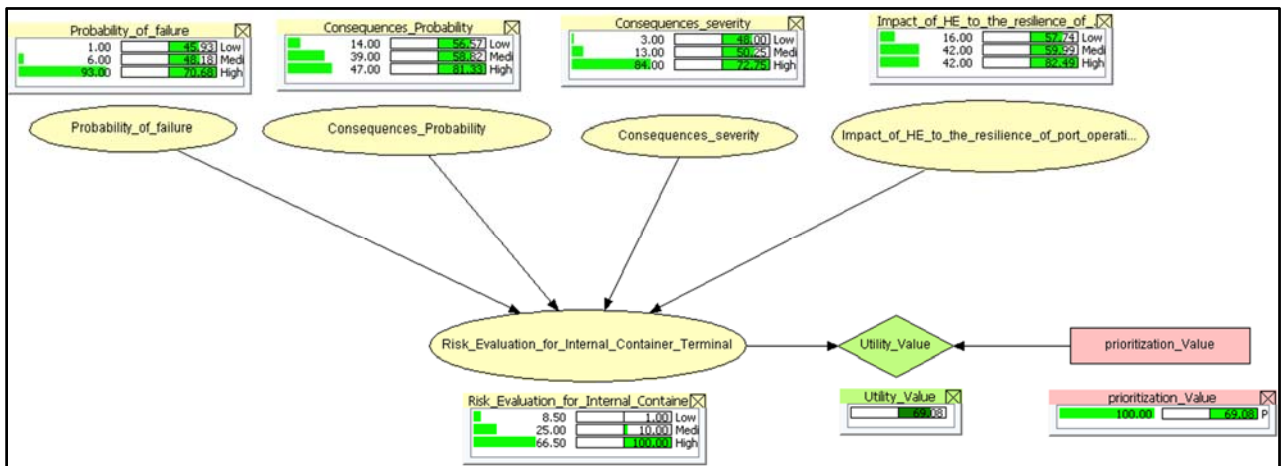 Probability_of_failure
1.00 45.93 Low
6.00 48.18 Medi
93.00 70.68 High
Consequences_Probability
14.00 56.57 Low
39.00 58.82 Medi
47.00 81.33 High
Consequences_severity
3.00 48.00 Low
13.00 50.25 Medi
84.00 72.75 High
Impact_of_HE_to_the_resilience_of_.
16.00 57.74 Low
42.00 59.99 Medi
42.00 82.49 High
Probability_of_failure
Consequences_Probability
Consequences_severity
Impact_of_HE_to_the_resilience_of_port_operati...
Risk_Evaluation_for_Internal_Container_Terminal
Utility_Value
prioritization_Value
Risk_Evaluation_for_Internal_Containe
8.50 1.00 Low
25.00 10.00 Medi
66.50 100.00 High
Utility_Value
69.08
prioritization_Value
100.00 69.08 P